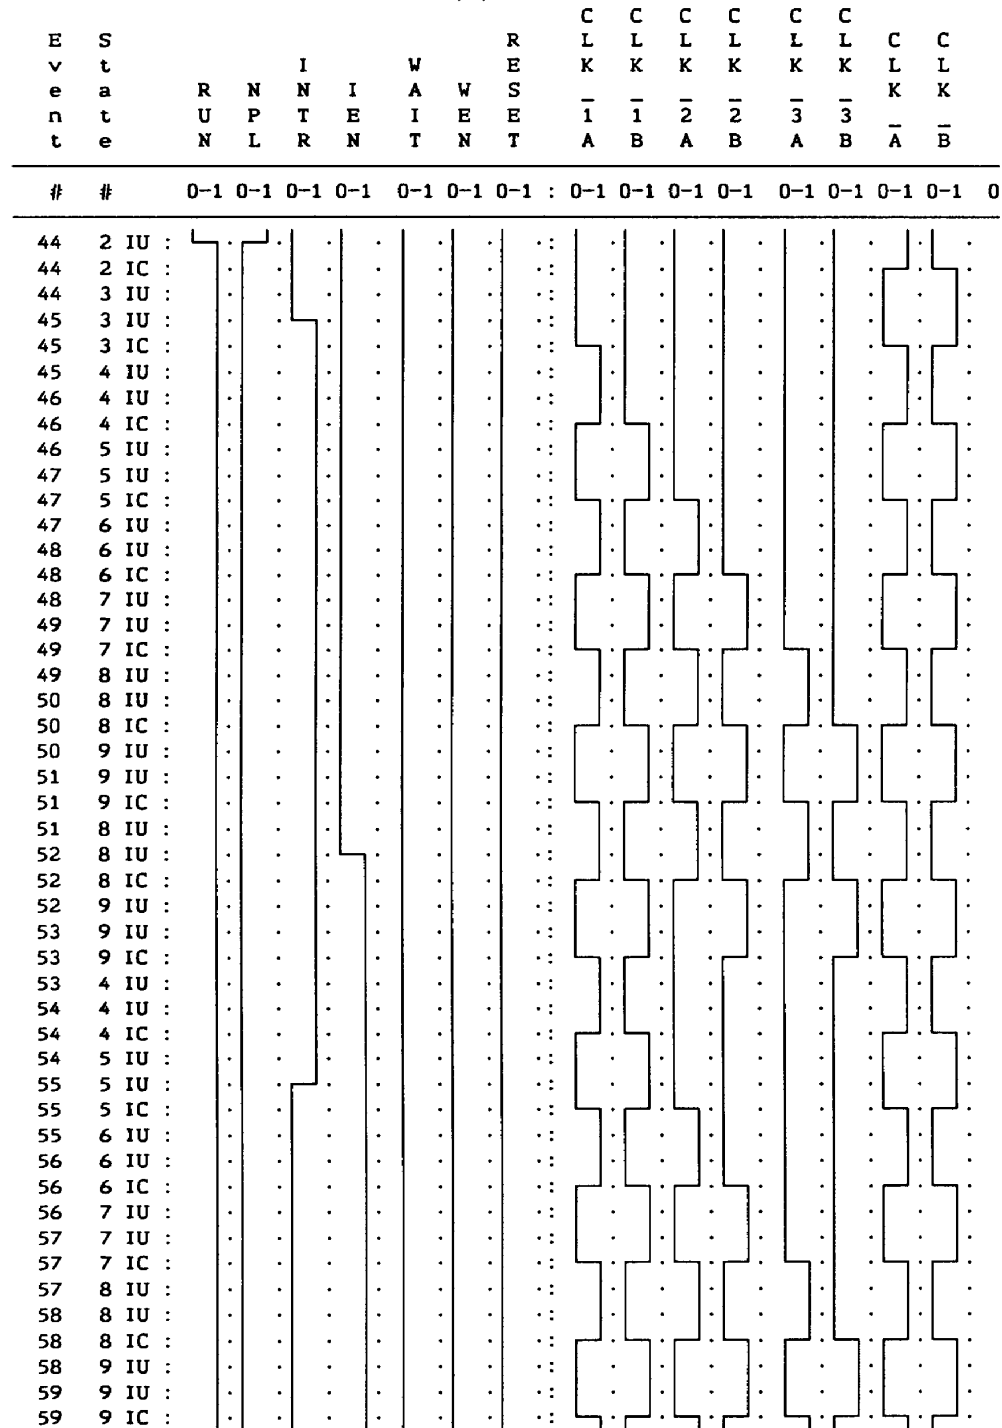 C C C C C C
E S R L L L L L L C C
v t I W E K K K K K K L L
e a R N N I A W S _ _ _ _ _ _ K K
n t U P T E I E E 1 1 2 2 3 3 _ _
t e N L R N T N T A B A B A B A B
# # 0-1 0-1 0-1 0-1 0-1 0-1 0-1 : 0-1 0-1 0-1 0-1 0-1 0-1 0-1 0-1 0
44 2 IU :
44 2 IC :
44 3 IU :
45 3 IU :
45 3 IC :
45 4 IU :
46 4 IU :
46 4 IC :
46 5 IU :
47 5 IU :
47 5 IC :
47 6 IU :
48 6 IU :
48 6 IC :
48 7 IU :
49 7 IU :
49 7 IC :
49 8 IU :
50 8 IU :
50 8 IC :
50 9 IU :
51 9 IU :
51 9 IC :
51 8 IU :
52 8 IU :
52 8 IC :
52 9 IU :
53 9 IU :
53 9 IC :
53 4 IU :
54 4 IU :
54 4 IC :
54 5 IU :
55 5 IU :
55 5 IC :
55 6 IU :
56 6 IU :
56 6 IC :
56 7 IU :
57 7 IU :
57 7 IC :
57 8 IU :
58 8 IU :
58 8 IC :
58 9 IU :
59 9 IU :
59 9 IC :